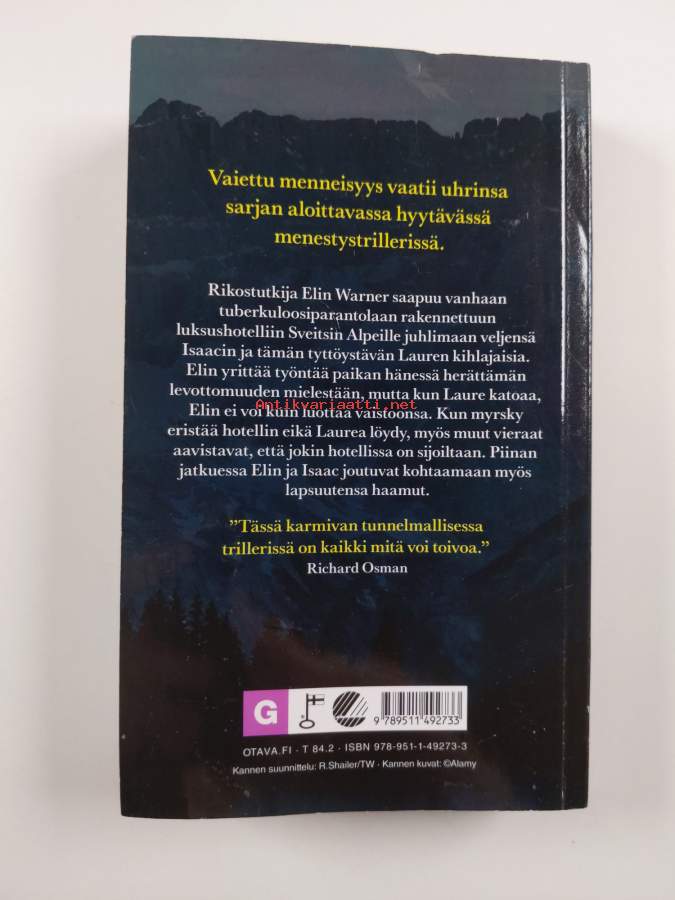 Vaiettu menneisyys vaatii uhrinsa
sarjan aloittavassa hyytävässä
menestystrillerissä.
Rikostutkija Elin Warner saapuu vanhaan
tuberkuloosiparantolaan rakennettuun
luksushotelliin Sveitsin Alpeille juhlimaan veljensä
Isaacin ja tämän tyttöystävän Lauren kihlajaisia.
Elin yrittää työntää paikan hänessä herättämän
levottomuuden mielestään, mutta kun Laure katoaa,
Antikvariaatti.net
Elin ei voi kuin luottaa vaistoonsa. Kun myrsky
eristää hotellin eikä Laurea löydy, myös muut vieraat
aavistavat, että jokin hotellissa on sijoiltaan. Piinan
jatkuessa Elin ja Isaac joutuvat kohtaamaan myös
lapsuutensa haamut.
”Tässä karmivan tunnelmallisessa
trillerissä on kaikki mitä voi toivoa.”
Richard Osman
G
9 789511 492733
OTAVA.FI · T 84.2 · ISBN 978-951-1-49273-3
Kannen suunnittelu: R.Shailer/TW · Kannen kuvat: ©Alamy